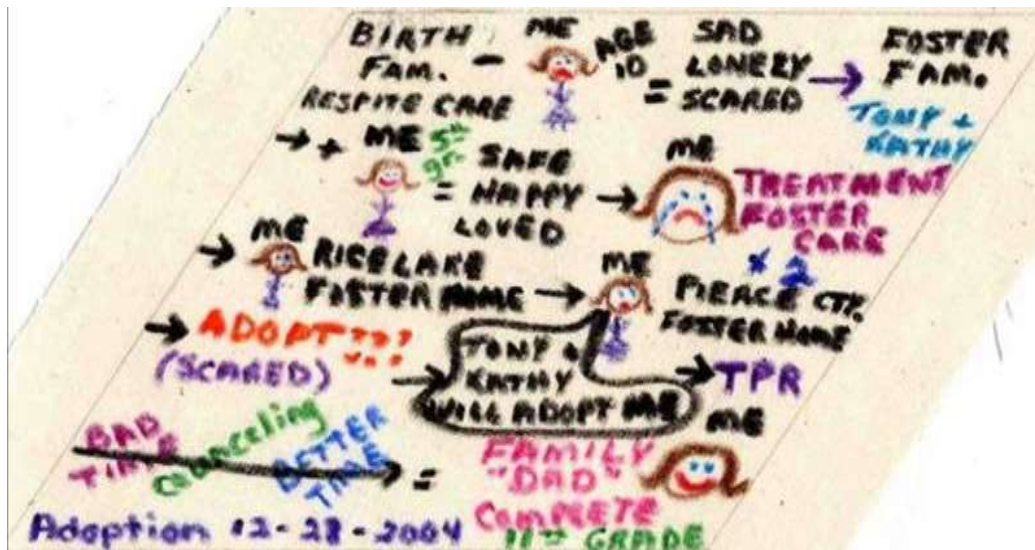 BIRTH FAM. - ME AGE 10 = SAD LONELY SCARED → FOSTER FAM.
RESPITE CARE TONY + KATHY
→ + ME 5th gr. = SAFE HAPPY LOVED → ME TREATMENT FOSTER CARE x 2
→ ME RICE LAKE FOSTER HOME → ME PIERCE CTY. FOSTER HOME
→ ADOPT???
(SCARED) → TONY + KATHY WILL ADOPT ME → TPR
BAD TIME Counceling BETTER TIME = FAMILY "DAD" COMPLETE ME
Adoption 12-28-2004 11th GRADE